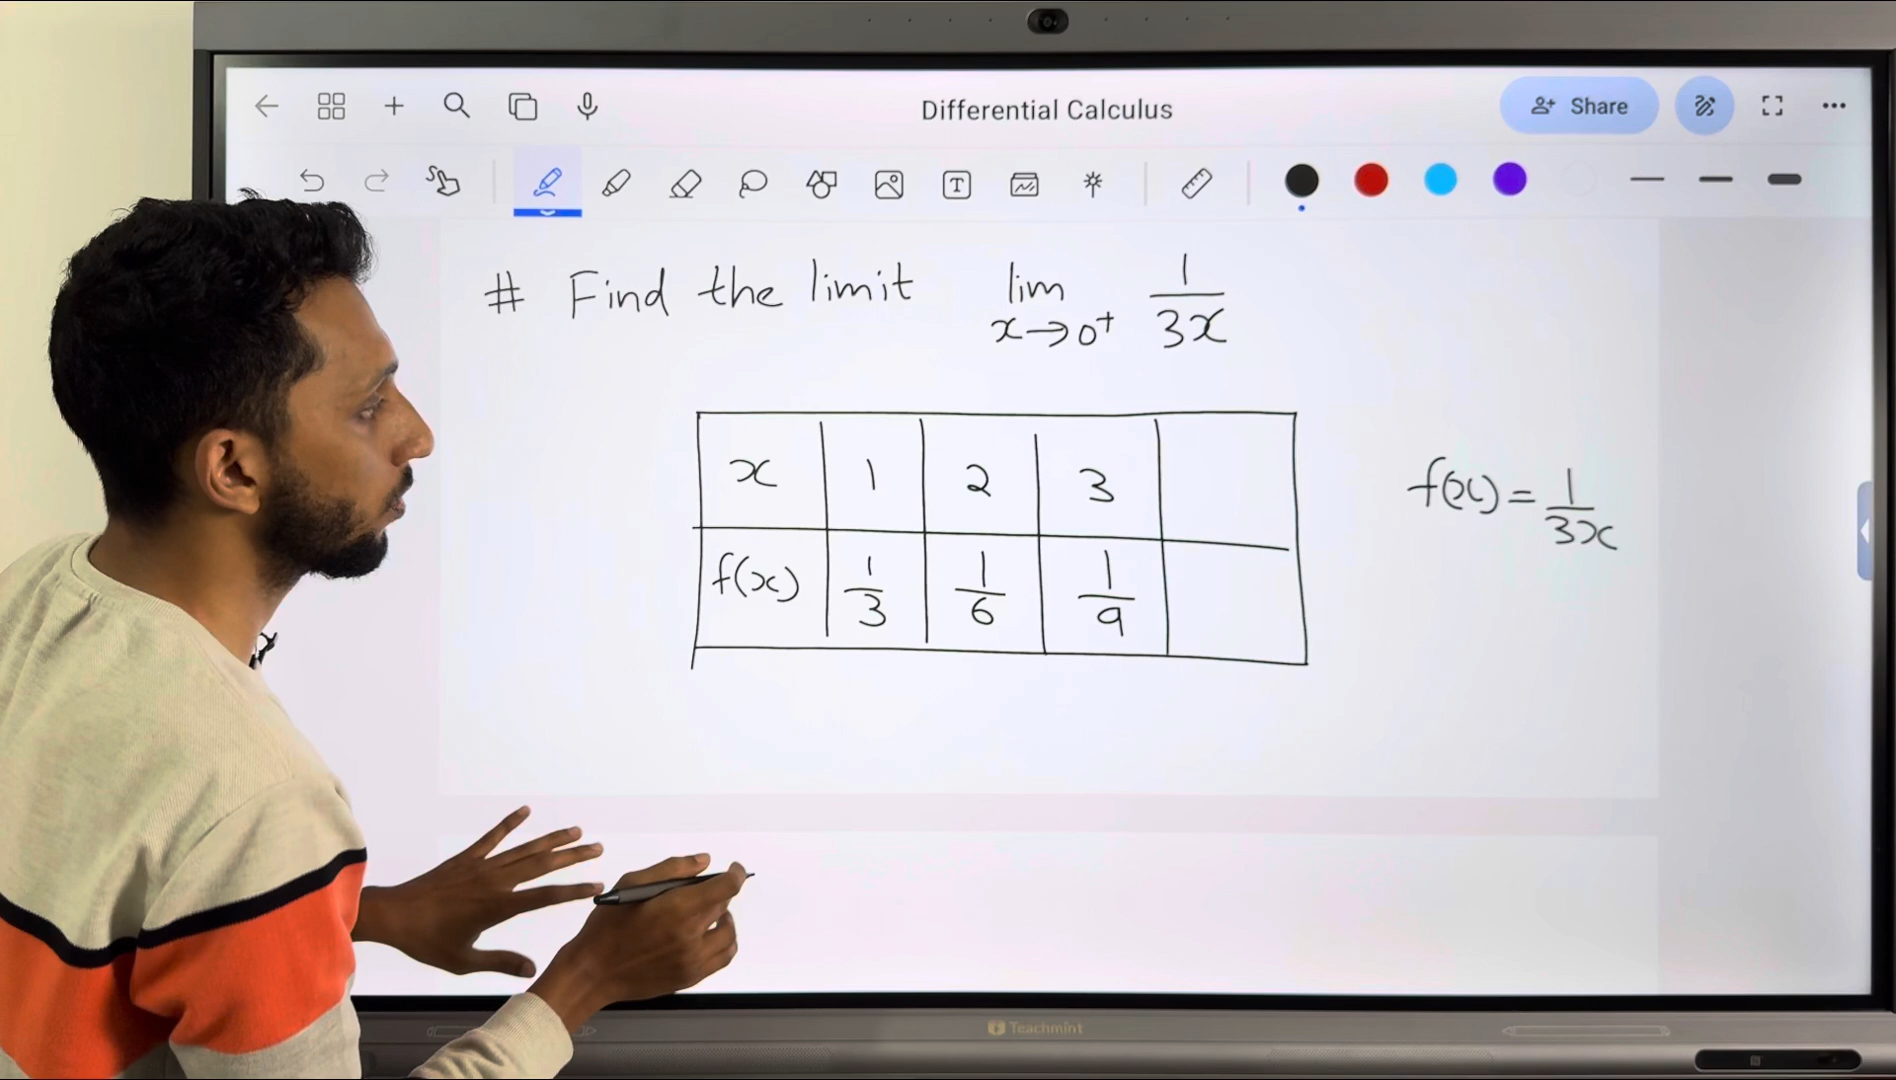 Differential Calculus
Share
# Find the limit lim x→0⁺ 1/3x
x 1 2 3
f(x) 1/3 1/6 1/9
f(x) = 1/3x
Teachmint